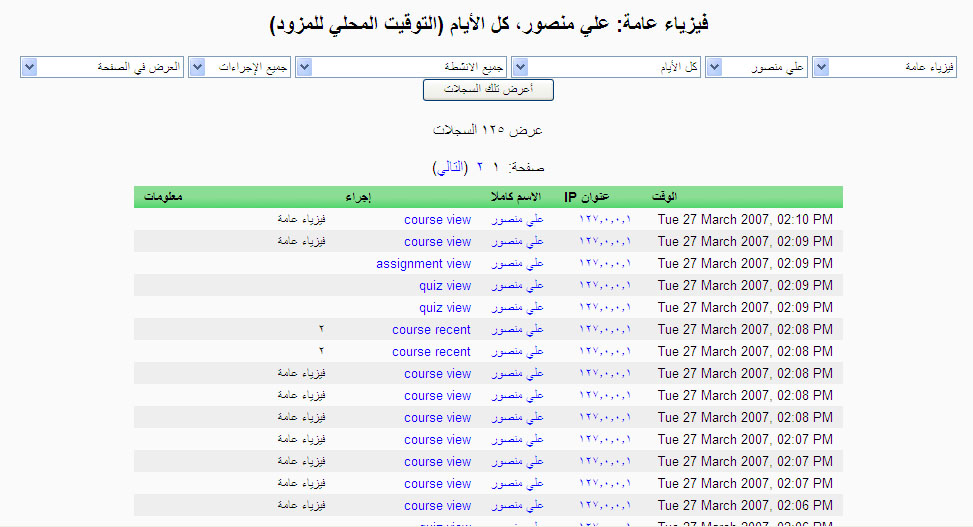 فيزياء عامة: علي منصور، كل الأيام (التوقيت المحلي للمزود)
فيزياء عامة علي منصور كل الأيام جميع الانشطة جميع الإجراءات العرض في الصفحة
أعرض تلك السجلات
عرض ١٢٥ السجلات
صفحة: ١ ٢ (التالي)
الوقت عنوان IP الاسم كاملا إجراء معلومات
Tue 27 March 2007, 02:10 PM ١٢٧,٠,٠,١ علي منصور course view فيزياء عامة
Tue 27 March 2007, 02:09 PM ١٢٧,٠,٠,١ علي منصور course view فيزياء عامة
Tue 27 March 2007, 02:09 PM ١٢٧,٠,٠,١ علي منصور assignment view
Tue 27 March 2007, 02:09 PM ١٢٧,٠,٠,١ علي منصور quiz view
Tue 27 March 2007, 02:09 PM ١٢٧,٠,٠,١ علي منصور quiz view
Tue 27 March 2007, 02:08 PM ١٢٧,٠,٠,١ علي منصور course recent ٢
Tue 27 March 2007, 02:08 PM ١٢٧,٠,٠,١ علي منصور course recent ٢
Tue 27 March 2007, 02:08 PM ١٢٧,٠,٠,١ علي منصور course view فيزياء عامة
Tue 27 March 2007, 02:08 PM ١٢٧,٠,٠,١ علي منصور course view فيزياء عامة
Tue 27 March 2007, 02:08 PM ١٢٧,٠,٠,١ علي منصور course view فيزياء عامة
Tue 27 March 2007, 02:07 PM ١٢٧,٠,٠,١ علي منصور course view فيزياء عامة
Tue 27 March 2007, 02:07 PM ١٢٧,٠,٠,١ علي منصور course view فيزياء عامة
Tue 27 March 2007, 02:07 PM ١٢٧,٠,٠,١ علي منصور course view فيزياء عامة
Tue 27 March 2007, 02:06 PM ١٢٧,٠,٠,١ علي منصور course view فيزياء عامة